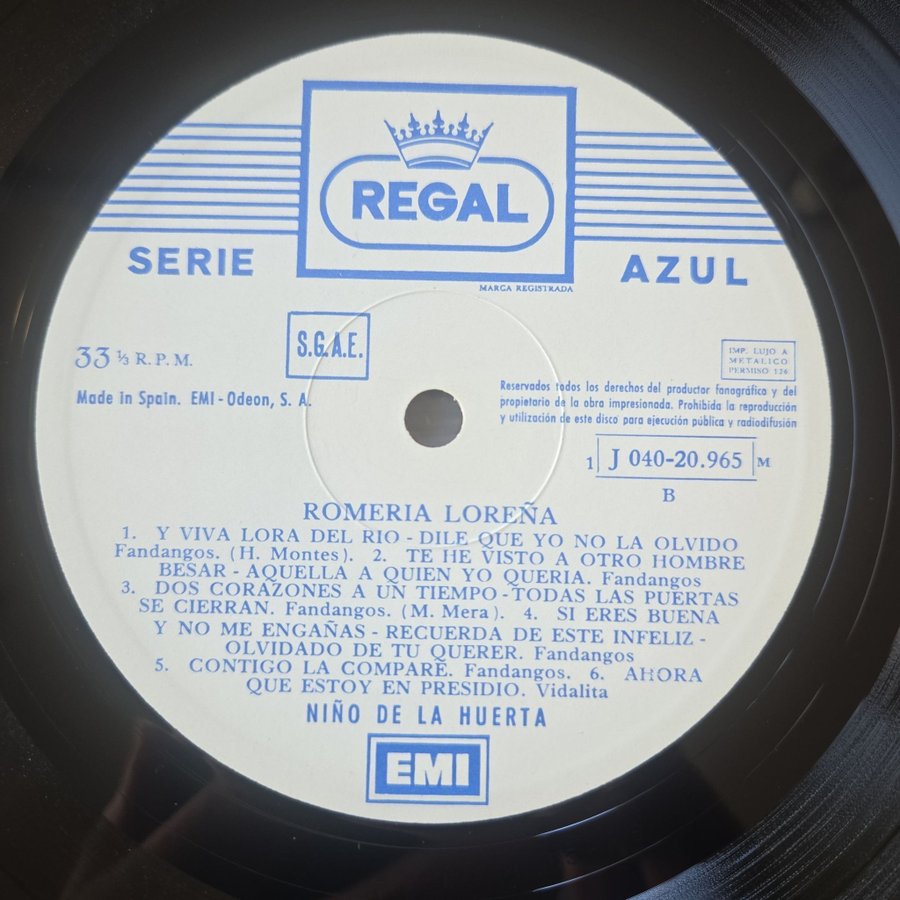 REGAL
SERIE
AZUL
MARCA REGISTRADA
S.G.A.E.
33 ⅓ R. P. M.
IMP. LUJO A
METALICO
PERMISO 126
Made in Spain. EMI - Odeon, S. A.
Reservados todos los derechos del productor fonográfico y del
propietario de la obra impresionada. Prohibida la reproducción
y utilización de este disco para ejecución pública y radiodifusión
1 J 040-20.965 M
B
ROMERIA LOREÑA
1. Y VIVA LORA DEL RIO - DILE QUE YO NO LA OLVIDO
Fandangos. (H. Montes). 2. TE HE VISTO A OTRO HOMBRE
BESAR - AQUELLA A QUIEN YO QUERIA. Fandangos
3. DOS CORAZONES A UN TIEMPO - TODAS LAS PUERTAS
SE CIERRAN. Fandangos. (M. Mera). 4. SI ERES BUENA
Y NO ME ENGAÑAS - RECUERDA DE ESTE INFELIZ -
OLVIDADO DE TU QUERER. Fandangos
5. CONTIGO LA COMPARÉ. Fandangos. 6. AHORA
QUE ESTOY EN PRESIDIO. Vidalita
NIÑO DE LA HUERTA
EMI